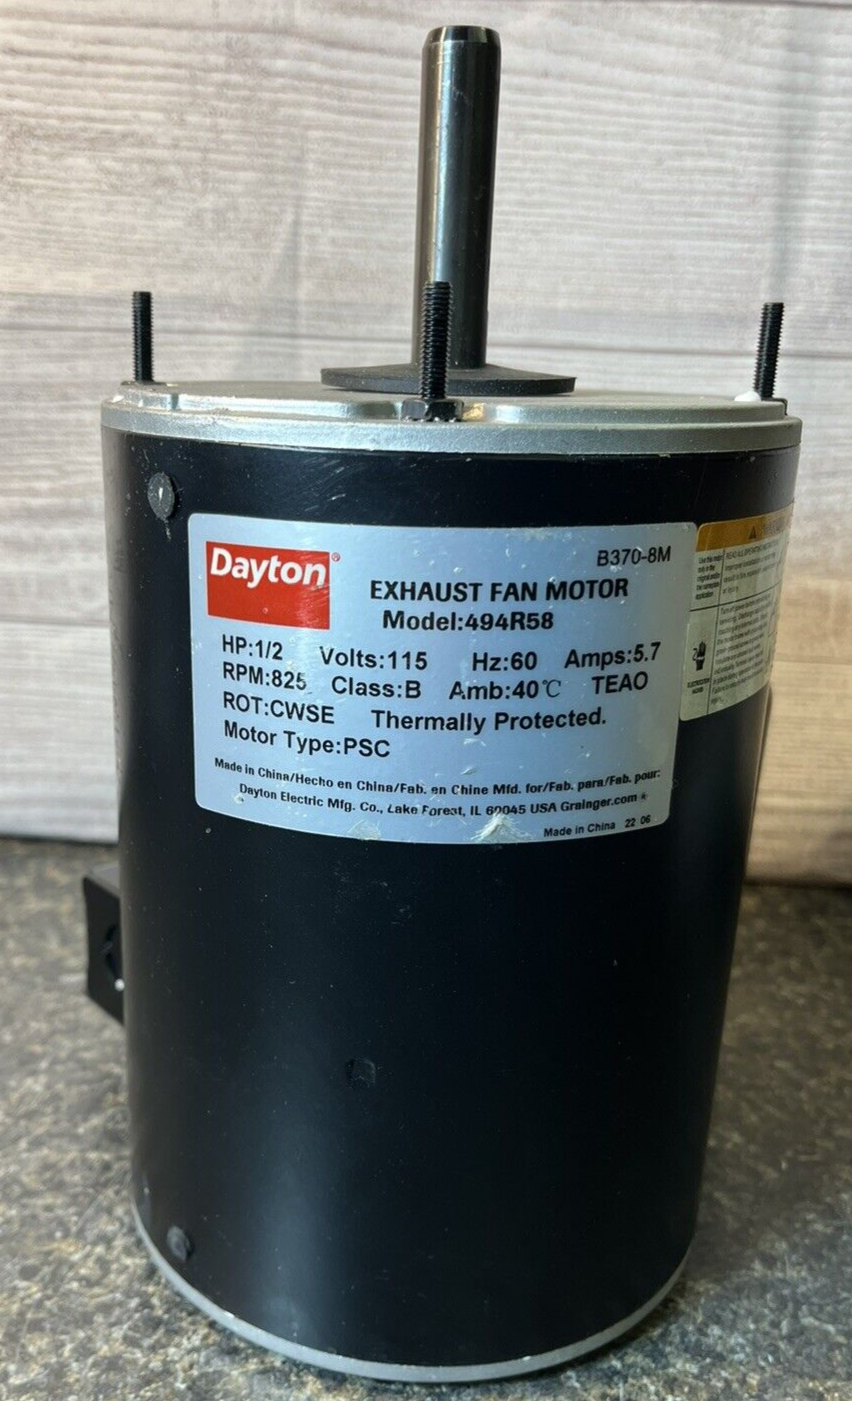 Dayton®
B370-8M
EXHAUST FAN MOTOR
Model:494R58
HP:1/2 Volts:115 Hz:60 Amps:5.7
RPM:825 Class:B Amb:40℃ TEAO
ROT:CWSE Thermally Protected.
Motor Type:PSC
Made in China/Hecho en China/Fab. en Chine Mfd. for/Fab. para/Fab. pour:
Dayton Electric Mfg. Co., Lake Forest, IL 60045 USA Grainger.com
Made in China 22 06